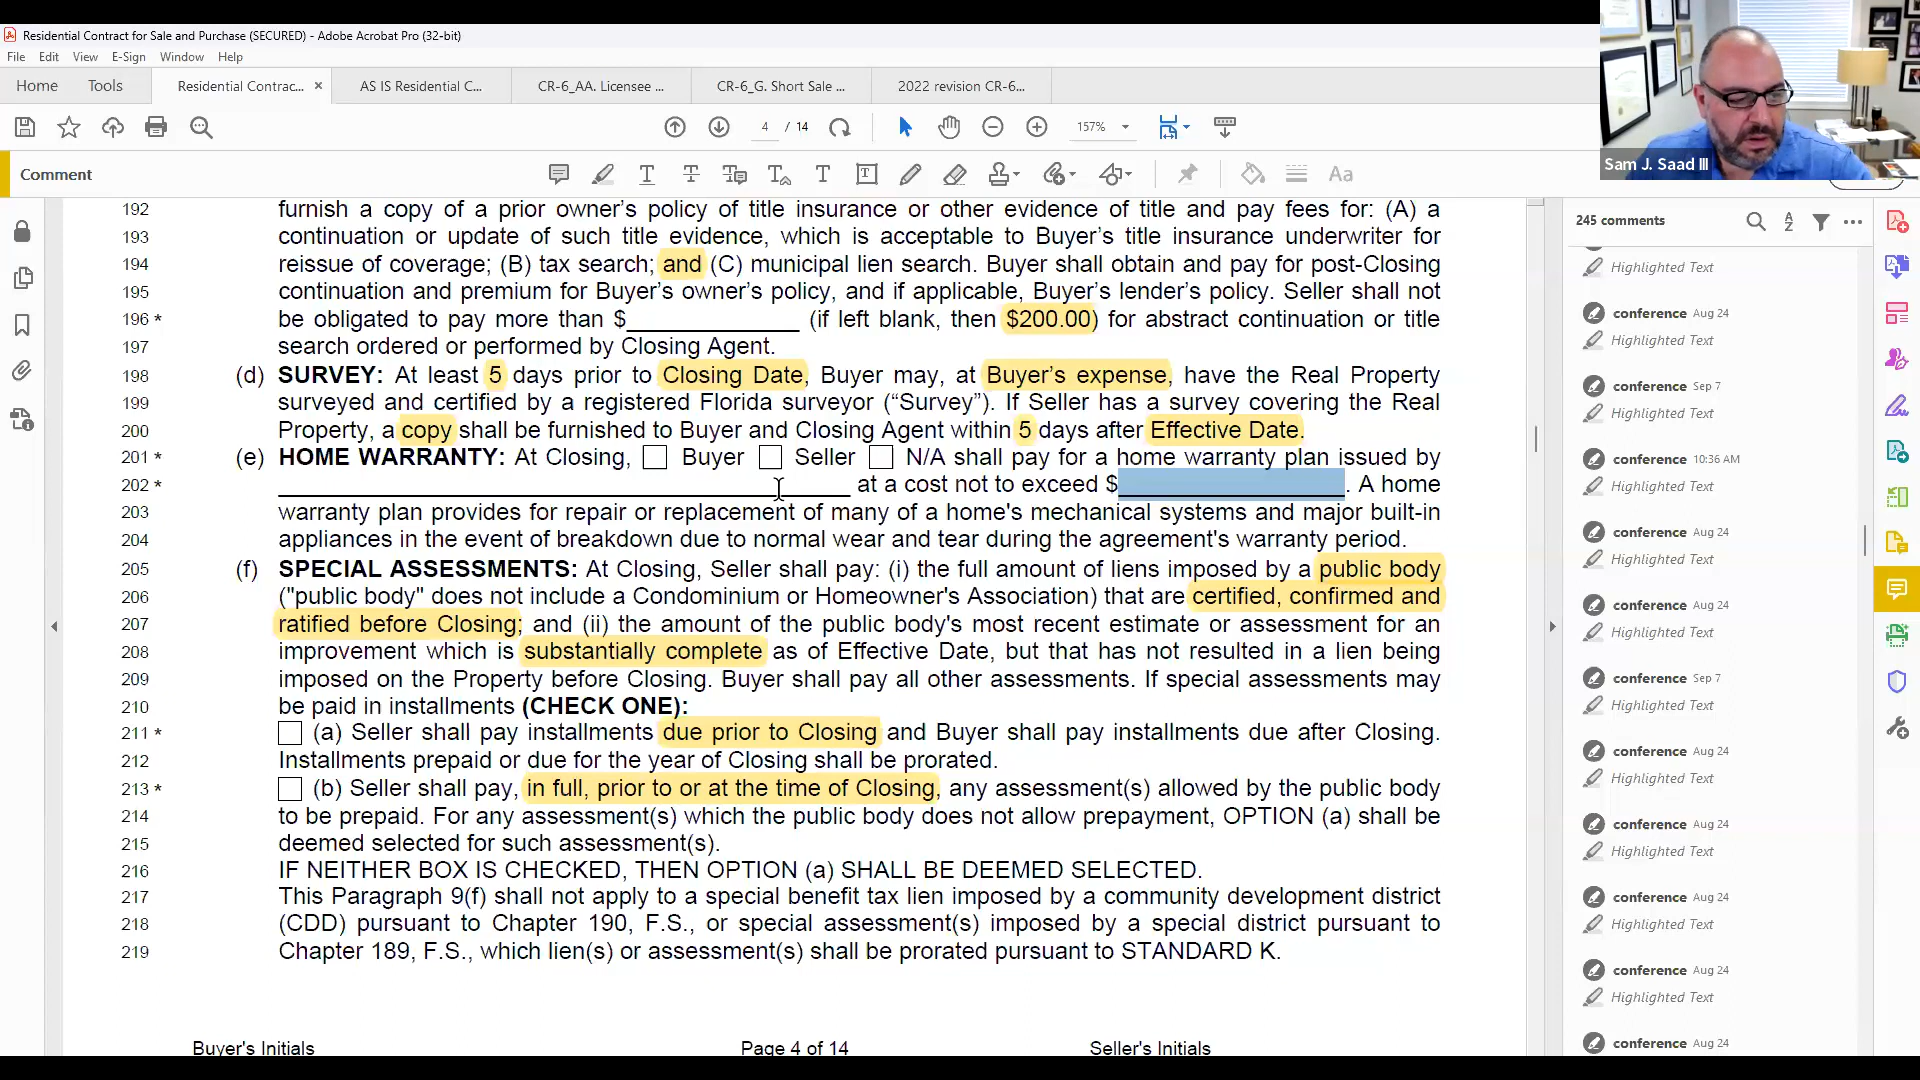 Residential Contract for Sale and Purchase (SECURED) - Adobe Acrobat Pro (32-bit)
File Edit View E-Sign Window Help
Home Tools Residential Contrac... × AS IS Residential C... CR-6_AA. Licensee ... CR-6_G. Short Sale ... 2022 revision CR-6...
4 / 14 157%
Comment
Sam J. Saad III
192 furnish a copy of a prior owner's policy of title insurance or other evidence of title and pay fees for: (A) a
193 continuation or update of such title evidence, which is acceptable to Buyer's title insurance underwriter for
194 reissue of coverage; (B) tax search; and (C) municipal lien search. Buyer shall obtain and pay for post-Closing
195 continuation and premium for Buyer's owner's policy, and if applicable, Buyer's lender's policy. Seller shall not
196 * be obligated to pay more than $_____________ (if left blank, then $200.00) for abstract continuation or title
197 search ordered or performed by Closing Agent.
198 (d) SURVEY: At least 5 days prior to Closing Date, Buyer may, at Buyer's expense, have the Real Property
199 surveyed and certified by a registered Florida surveyor ("Survey"). If Seller has a survey covering the Real
200 Property, a copy shall be furnished to Buyer and Closing Agent within 5 days after Effective Date.
201 * (e) HOME WARRANTY: At Closing, ☐ Buyer ☐ Seller ☐ N/A shall pay for a home warranty plan issued by
202 * __________________________________________ at a cost not to exceed $_________________. A home
203 warranty plan provides for repair or replacement of many of a home's mechanical systems and major built-in
204 appliances in the event of breakdown due to normal wear and tear during the agreement's warranty period.
205 (f) SPECIAL ASSESSMENTS: At Closing, Seller shall pay: (i) the full amount of liens imposed by a public body
206 ("public body" does not include a Condominium or Homeowner's Association) that are certified, confirmed and
207 ratified before Closing; and (ii) the amount of the public body's most recent estimate or assessment for an
208 improvement which is substantially complete as of Effective Date, but that has not resulted in a lien being
209 imposed on the Property before Closing. Buyer shall pay all other assessments. If special assessments may
210 be paid in installments (CHECK ONE):
211 * ☐ (a) Seller shall pay installments due prior to Closing and Buyer shall pay installments due after Closing.
212 Installments prepaid or due for the year of Closing shall be prorated.
213 * ☐ (b) Seller shall pay, in full, prior to or at the time of Closing, any assessment(s) allowed by the public body
214 to be prepaid. For any assessment(s) which the public body does not allow prepayment, OPTION (a) shall be
215 deemed selected for such assessment(s).
216 IF NEITHER BOX IS CHECKED, THEN OPTION (a) SHALL BE DEEMED SELECTED.
217 This Paragraph 9(f) shall not apply to a special benefit tax lien imposed by a community development district
218 (CDD) pursuant to Chapter 190, F.S., or special assessment(s) imposed by a special district pursuant to
219 Chapter 189, F.S., which lien(s) or assessment(s) shall be prorated pursuant to STANDARD K.
Buyer's Initials Page 4 of 14 Seller's Initials
245 comments
Highlighted Text
conference Aug 24
Highlighted Text
conference Sep 7
Highlighted Text
conference 10:36 AM
Highlighted Text
conference Aug 24
Highlighted Text
conference Aug 24
Highlighted Text
conference Sep 7
Highlighted Text
conference Aug 24
Highlighted Text
conference Aug 24
Highlighted Text
conference Aug 24
Highlighted Text
conference Aug 24
Highlighted Text
conference Aug 24